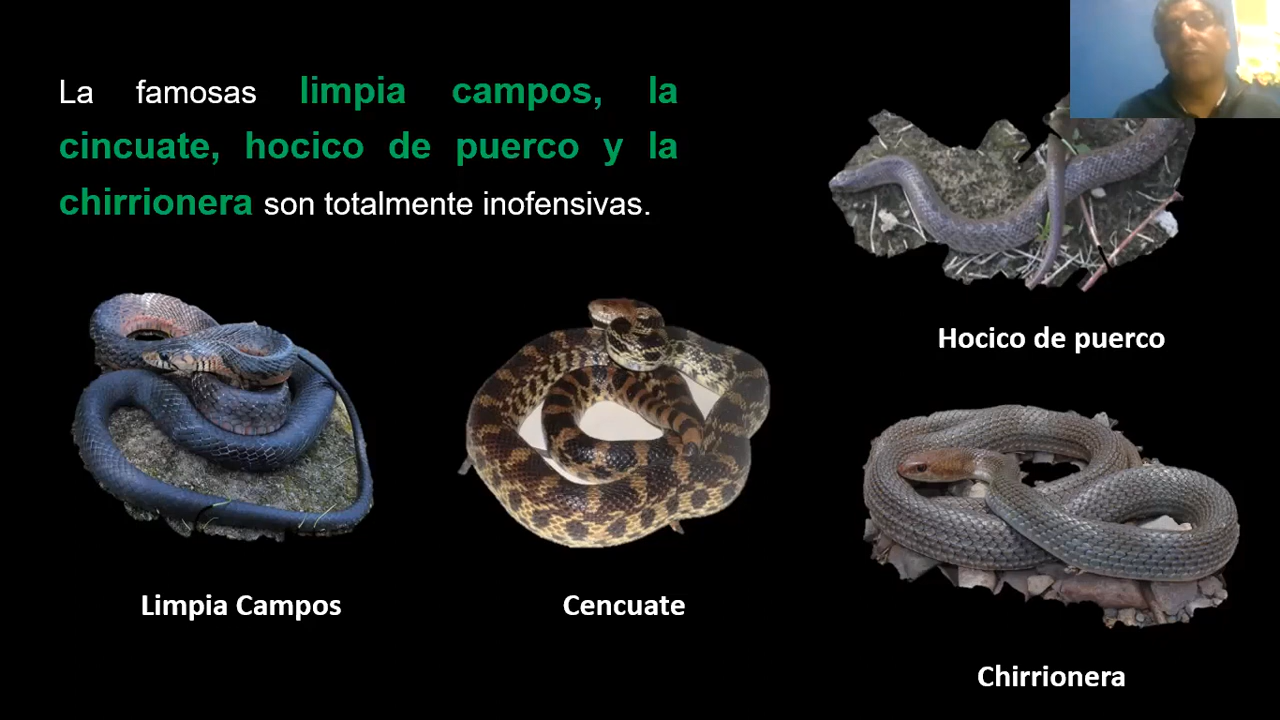 La famosas limpia campos, la
cincuate, hocico de puerco y la
chirrionera son totalmente inofensivas.
Hocico de puerco
Limpia Campos
Cencuate
Chirrionera